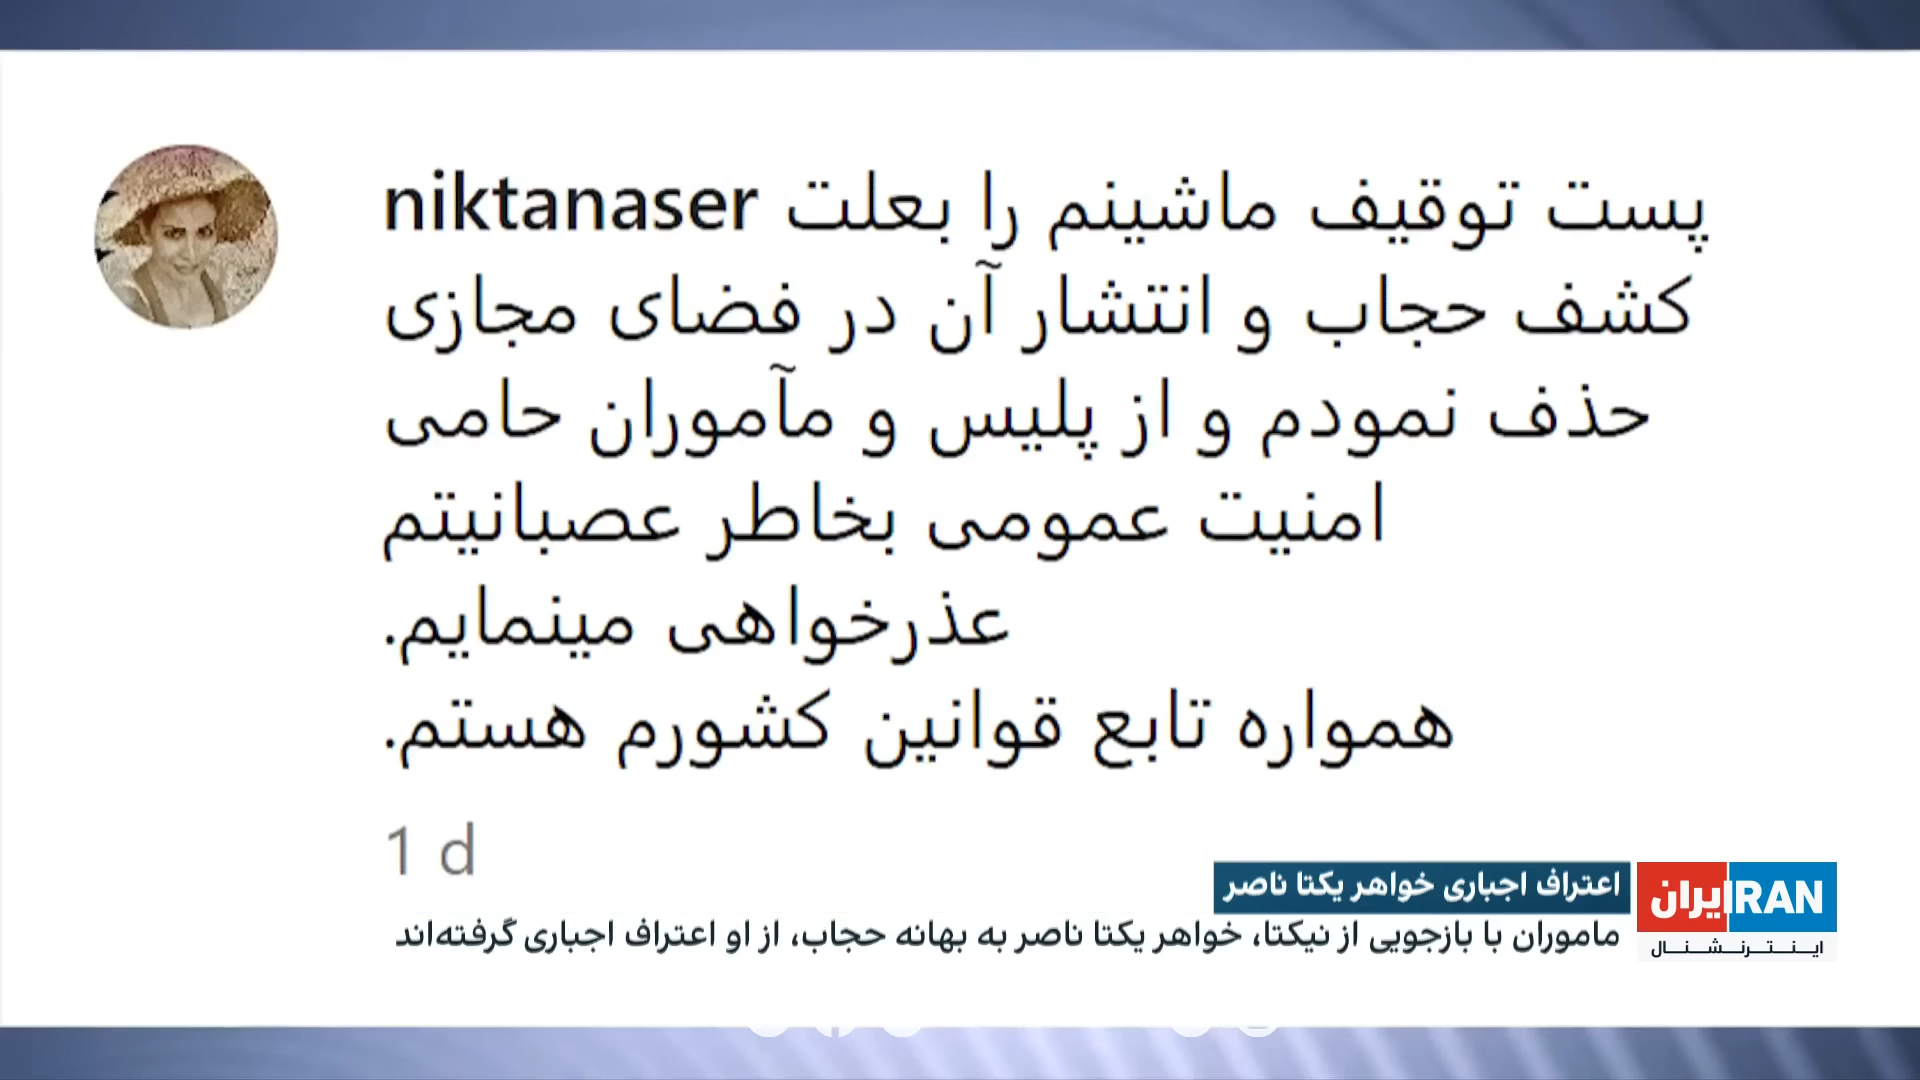 niktanaser پست توقیف ماشینم را بعلت
کشف حجاب و انتشار آن در فضای مجازی
حذف نمودم و از پلیس و مآموران حامی
امنیت عمومی بخاطر عصبانیتم
عذرخواهی مینمایم.
همواره تابع قوانین کشورم هستم.
1 d
اعتراف اجباری خواهر یکتا ناصر
ماموران با بازجویی از نیکتا، خواهر یکتا ناصر به بهانه حجاب، از او اعتراف اجباری گرفته‌اند
ایران IRAN
اینترنشنال